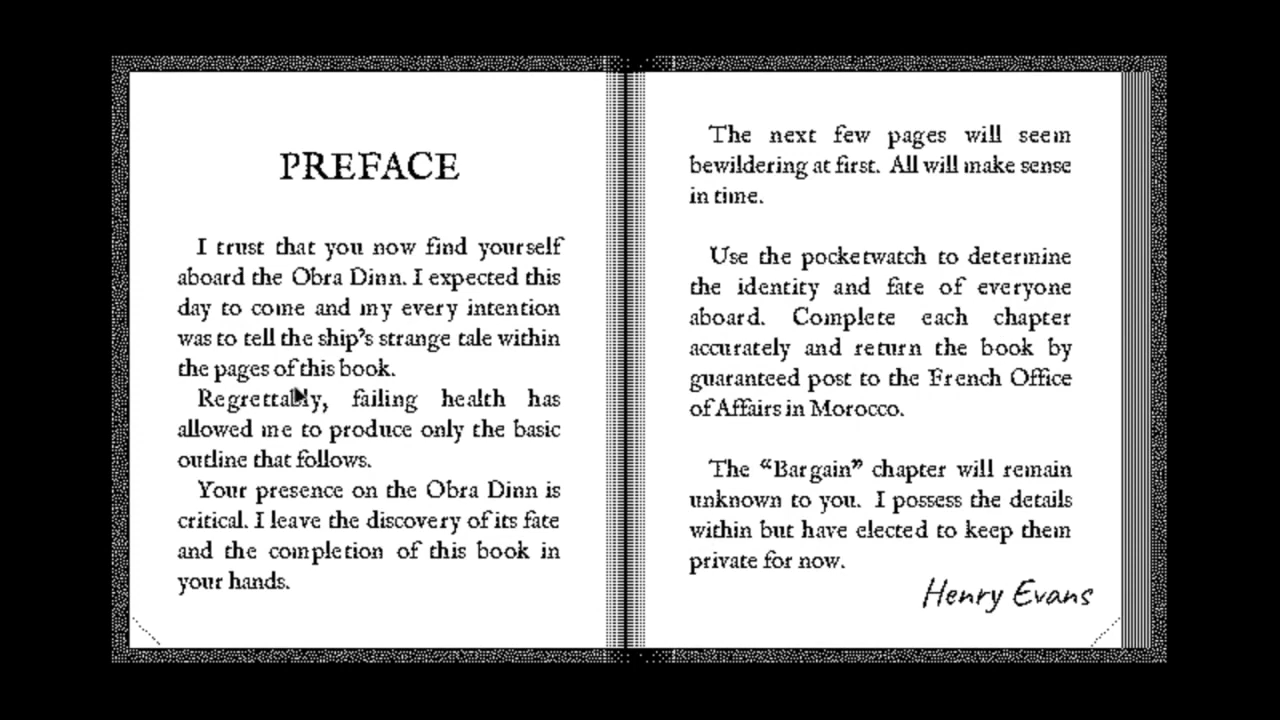 PREFACE
I trust that you now find yourself
aboard the Obra Dinn. I expected this
day to come and my every intention
was to tell the ship's strange tale within
the pages of this book.
Regrettably, failing health has
allowed me to produce only the basic
outline that follows.
Your presence on the Obra Dinn is
critical. I leave the discovery of its fate
and the completion of this book in
your hands.
The next few pages will seem
bewildering at first. All will make sense
in time.
Use the pocketwatch to determine
the identity and fate of everyone
aboard. Complete each chapter
accurately and return the book by
guaranteed post to the French Office
of Affairs in Morocco.
The “Bargain” chapter will remain
unknown to you. I possess the details
within but have elected to keep them
private for now.
Henry Evans